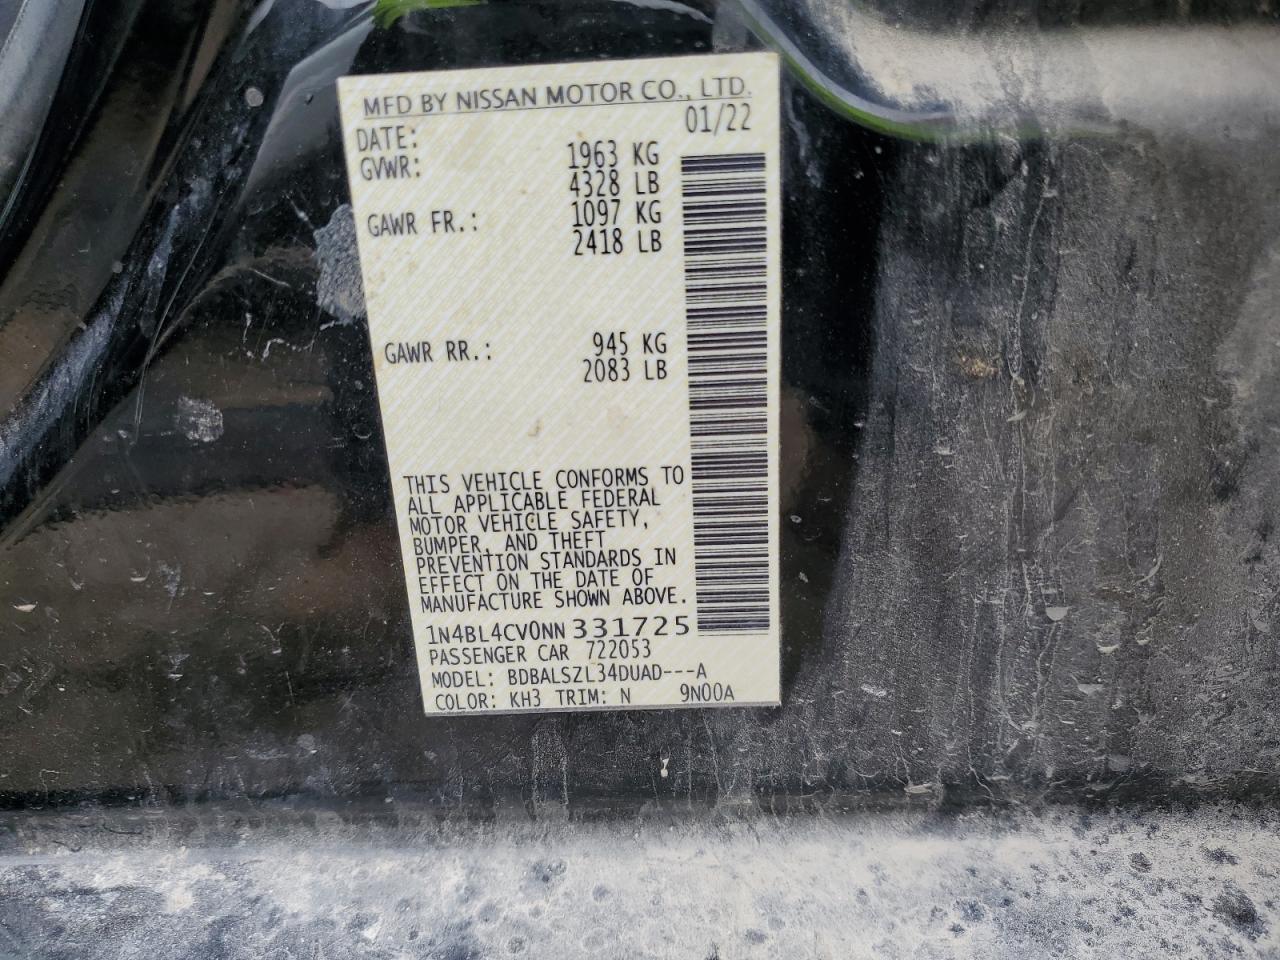 MFD BY NISSAN MOTOR CO., LTD.
DATE: 01/22
GVWR: 1963 KG
4328 LB
GAWR FR.: 1097 KG
2418 LB
GAWR RR.: 945 KG
2083 LB
THIS VEHICLE CONFORMS TO
ALL APPLICABLE FEDERAL
MOTOR VEHICLE SAFETY,
BUMPER, AND THEFT
PREVENTION STANDARDS IN
EFFECT ON THE DATE OF
MANUFACTURE SHOWN ABOVE.
1N4BL4CV0NN331725
PASSENGER CAR 722053
MODEL: BDBALSZL34DUAD---A
COLOR: KH3 TRIM: N 9N00A